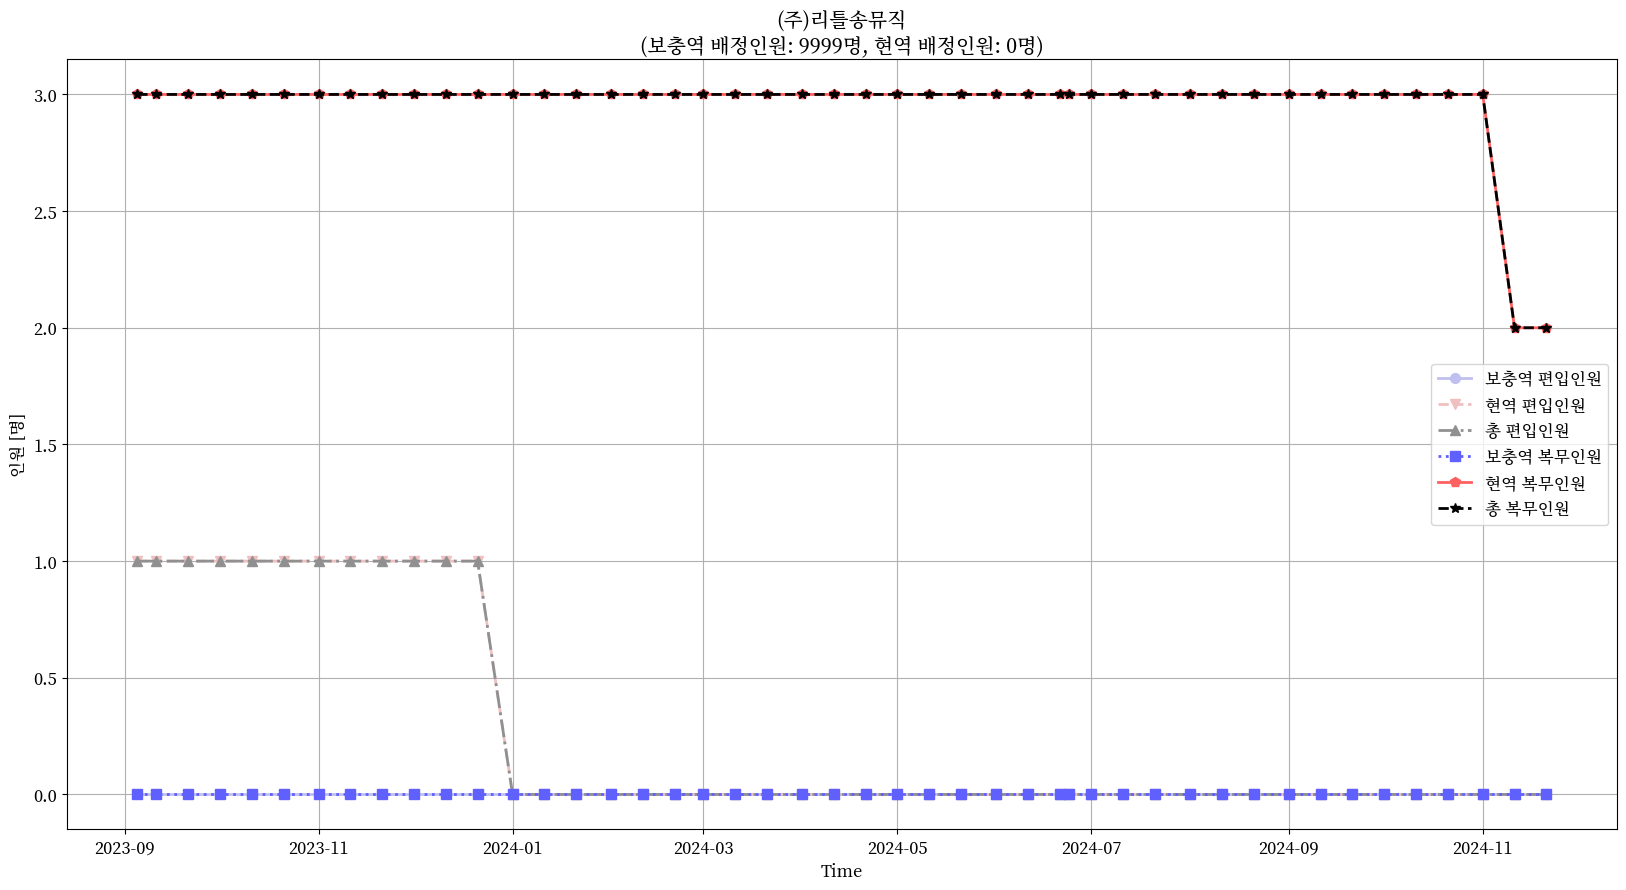 (주)리틀송뮤직
(보충역 배정인원: 9999명, 현역 배정인원: 0명)
3.0
2.5
2.0
1.5
1.0
0.5
0.0
인원 [명]
보충역 편입인원
현역 편입인원
총 편입인원
보충역 복무인원
현역 복무인원
총 복무인원
2023-09 2023-11 2024-01 2024-03 2024-05 2024-07 2024-09 2024-11
Time